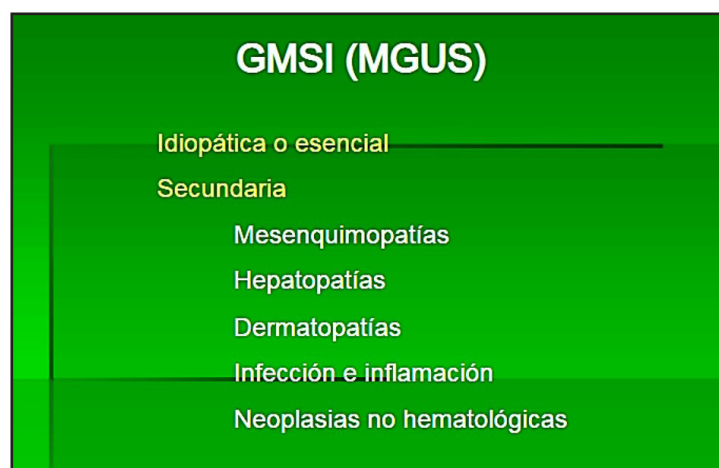 GMSI (MGUS)
Idiopática o esencial
Secundaria
Mesenquimopatías
Hepatopatías
Dermatopatías
Infección e inflamación
Neoplasias no hematológicas